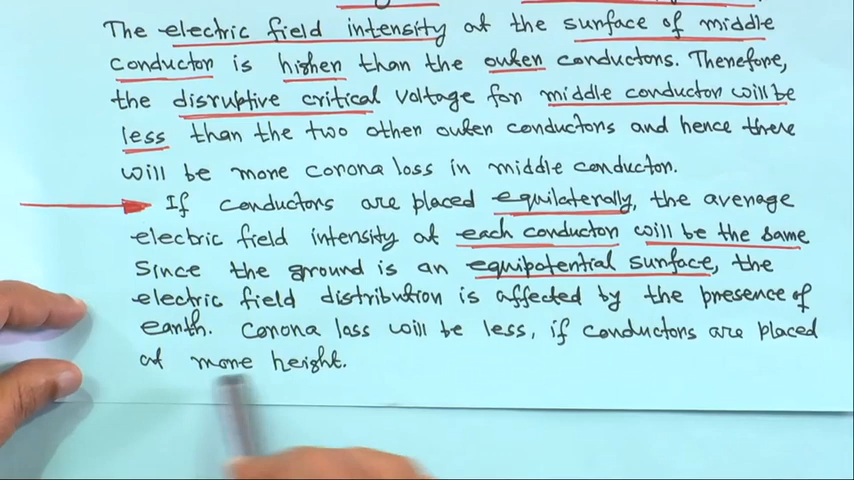 The electric field intensity at the surface of middle
conductor is higher than the outer conductors. Therefore,
the disruptive critical voltage for middle conductor will be
less than the two other outer conductors and hence there
will be more corona loss in middle conductor.
If conductors are placed equilaterally, the average
electric field intensity at each conductor will be the same
Since the ground is an equipotential surface, the
electric field distribution is affected by the presence of
earth. Corona loss will be less, if conductors are placed
at more height.